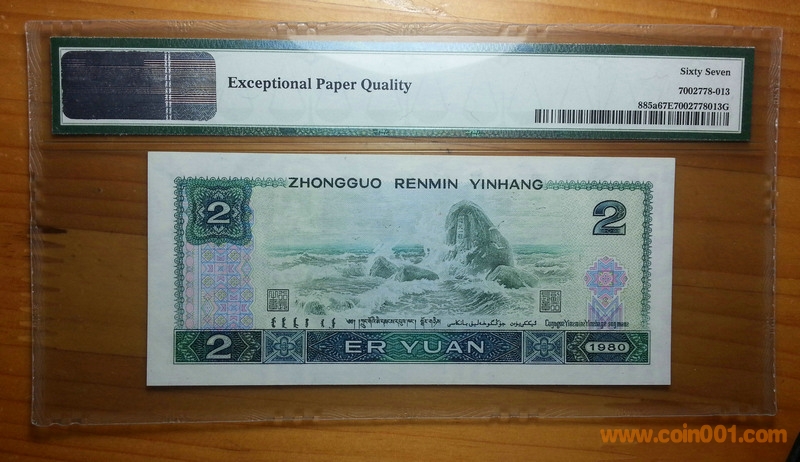 Exceptional Paper Quality
Sixty Seven
7002778-013
885a67E7002778013G
ZHONGGUO RENMIN YINHANG
2
2
2 ER YUAN 1980
www.coin001.com